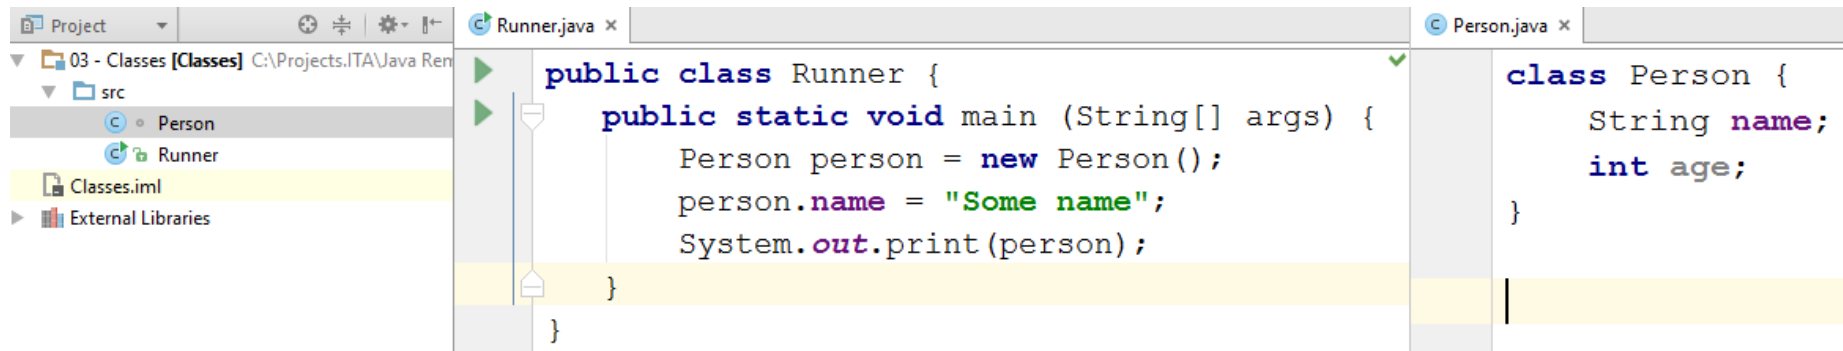 Project
03 - Classes [Classes] C:\Projects.ITA\Java Rem
src
Person
Runner
Classes.iml
External Libraries
Runner.java
public class Runner {
public static void main (String[] args) {
Person person = new Person();
person.name = "Some name";
System.out.print(person);
}
}
Person.java
class Person {
String name;
int age;
}